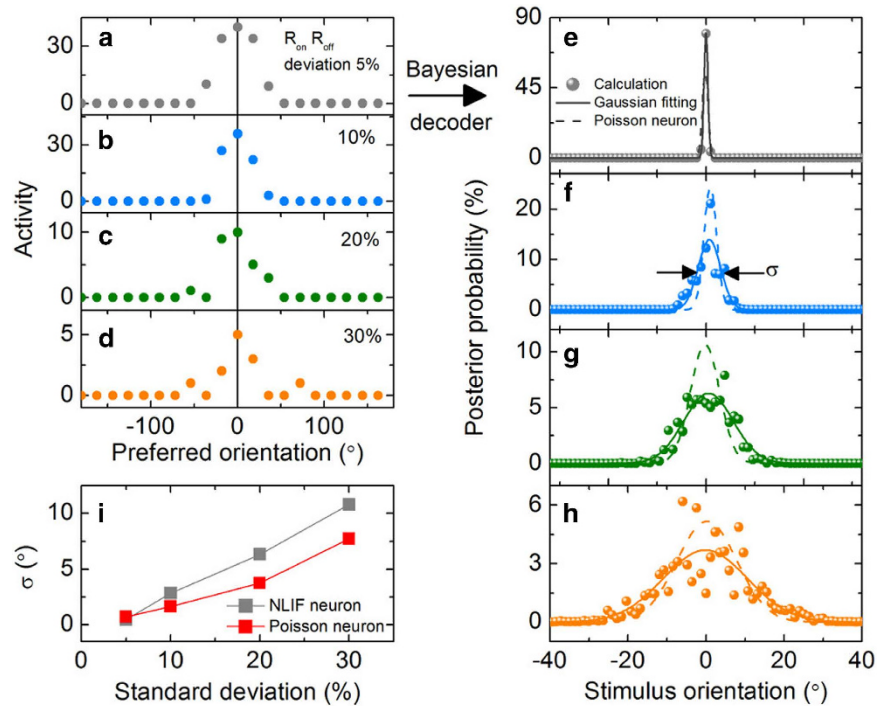 a
R_on R_off
deviation 5%
30
0
b
10%
30
0
c
20%
10
0
d
30%
5
0
Activity
-100 0 100
Preferred orientation (°)
Bayesian
decoder
e
90
45
0
Calculation
Gaussian fitting
Poisson neuron
f
20
10
0
σ
g
10
5
0
h
6
3
0
Posterior probability (%)
-40 -20 0 20 40
Stimulus orientation (°)
i
10
5
0
σ (°)
NLIF neuron
Poisson neuron
0 10 20 30
Standard deviation (%)